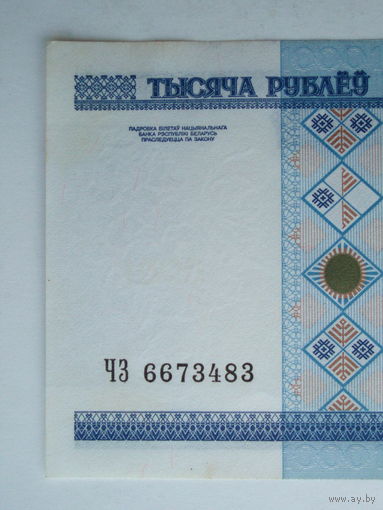 ТЫСЯЧА РУБЛЁЎ
ПАДРОБКА БІЛЕТАЎ НАЦЫЯНАЛЬНАГА
БАНКА РЭСПУБЛІКІ БЕЛАРУСЬ
ПРАСЛЕДУЕЦЦА ПА ЗАКОНУ
ЧЗ 6673483
www.ay.by